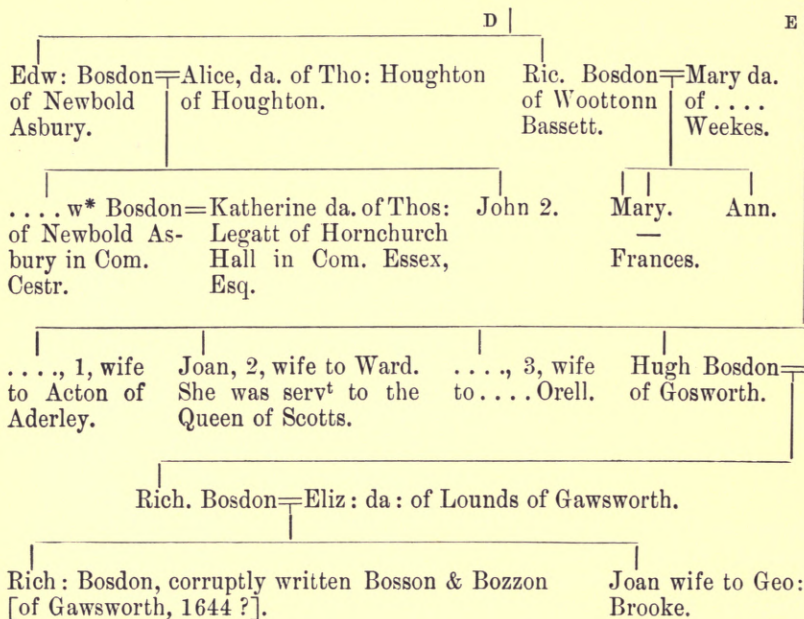 D E
Edw: Bosdon=Alice, da. of Tho: Houghton Ric. Bosdon=Mary da.
of Newbold of Houghton. of Woottonn of . . . .
Asbury. Bassett. Weekes.
. . . . w* Bosdon=Katherine da. of Thos: John 2. Mary. Ann.
of Newbold As- Legatt of Hornchurch —
bury in Com. Hall in Com. Essex, Frances.
Cestr. Esq.
. . . ., 1, wife Joan, 2, wife to Ward. . . . ., 3, wife Hugh Bosdon=
to Acton of She was servᵗ to the to . . . . Orell. of Gosworth.
Aderley. Queen of Scotts.
Rich. Bosdon=Eliz: da: of Lounds of Gawsworth.
Rich: Bosdon, corruptly written Bosson & Bozzon Joan wife to Geo:
[of Gawsworth, 1644 ?]. Brooke.